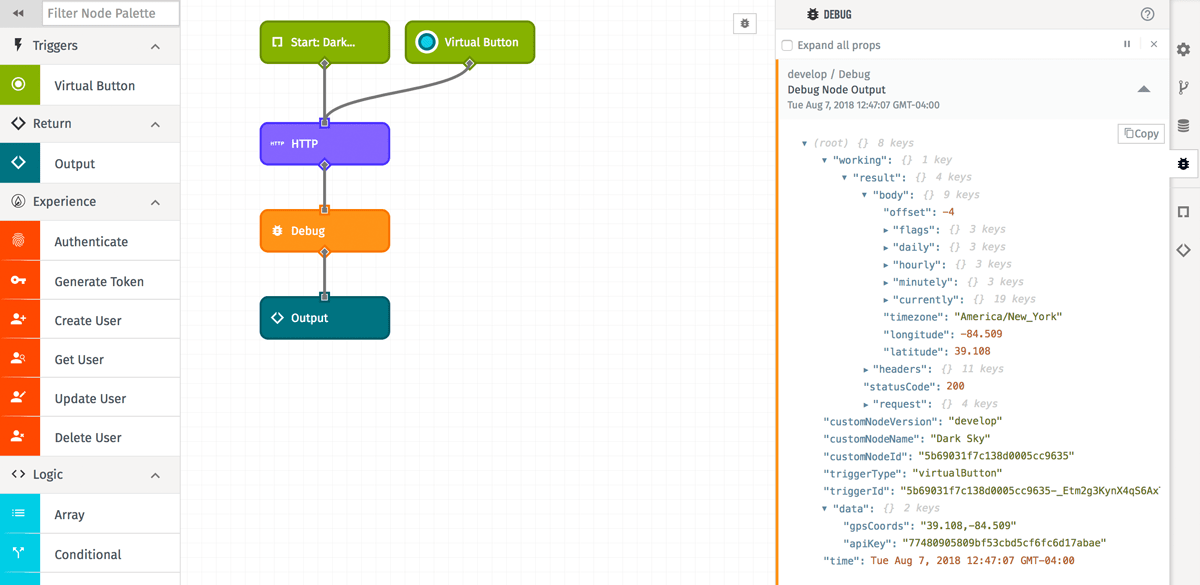 Filter Node Palette
Triggers
Virtual Button
Return
Output
Experience
Authenticate
Generate Token
Create User
Get User
Update User
Delete User
Logic
Array
Conditional
Start: Dark...
Virtual Button
HTTP HTTP
Debug
Output
DEBUG
Expand all props
develop / Debug
Debug Node Output
Tue Aug 7, 2018 12:47:07 GMT-04:00
Copy
(root) {} 8 keys
"working": {} 1 key
"result": {} 4 keys
"body": {} 9 keys
"offset": -4
"flags": {} 3 keys
"daily": {} 3 keys
"hourly": {} 3 keys
"minutely": {} 3 keys
"currently": {} 19 keys
"timezone": "America/New_York"
"longitude": -84.509
"latitude": 39.108
"headers": {} 11 keys
"statusCode": 200
"request": {} 4 keys
"customNodeVersion": "develop"
"customNodeName": "Dark Sky"
"customNodeId": "5b69031f7c138d0005cc9635"
"triggerType": "virtualButton"
"triggerId": "5b69031f7c138d0005cc9635-_Etm2g3KynX4qS6Ax
"data": {} 2 keys
"gpsCoords": "39.108,-84.509"
"apiKey": "77480905809bf53cbd5cf6fc6d17abae"
"time": Tue Aug 7, 2018 12:47:07 GMT-04:00